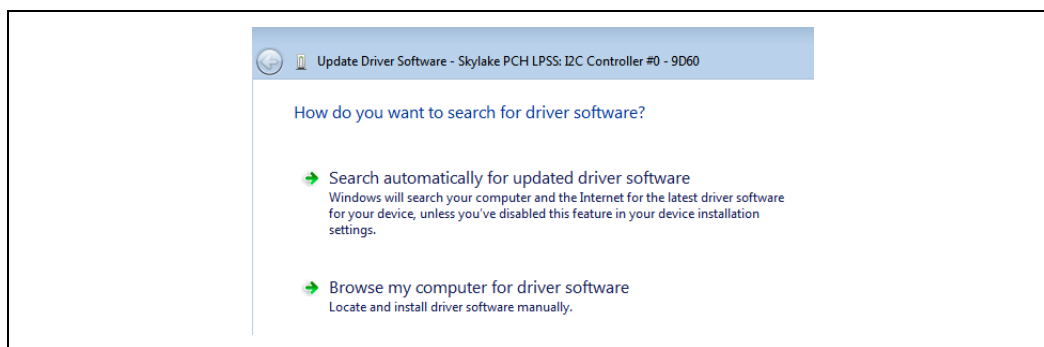 Update Driver Software - Skylake PCH LPSS: I2C Controller #0 - 9D60
How do you want to search for driver software?
Search automatically for updated driver software
Windows will search your computer and the Internet for the latest driver software
for your device, unless you've disabled this feature in your device installation
settings.
Browse my computer for driver software
Locate and install driver software manually.